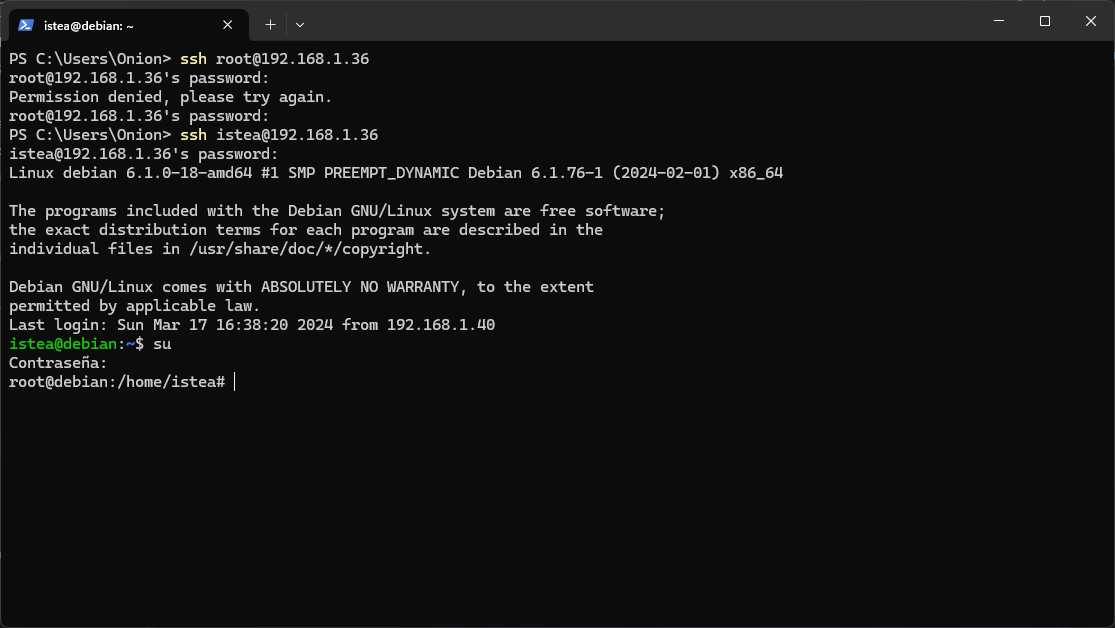 istea@debian: ~
PS C:\Users\Onion> ssh root@192.168.1.36
root@192.168.1.36's password:
Permission denied, please try again.
root@192.168.1.36's password:
PS C:\Users\Onion> ssh istea@192.168.1.36
istea@192.168.1.36's password:
Linux debian 6.1.0-18-amd64 #1 SMP PREEMPT_DYNAMIC Debian 6.1.76-1 (2024-02-01) x86_64

The programs included with the Debian GNU/Linux system are free software;
the exact distribution terms for each program are described in the
individual files in /usr/share/doc/*/copyright.

Debian GNU/Linux comes with ABSOLUTELY NO WARRANTY, to the extent
permitted by applicable law.
Last login: Sun Mar 17 16:38:20 2024 from 192.168.1.40
istea@debian:~$ su
Contraseña:
root@debian:/home/istea#